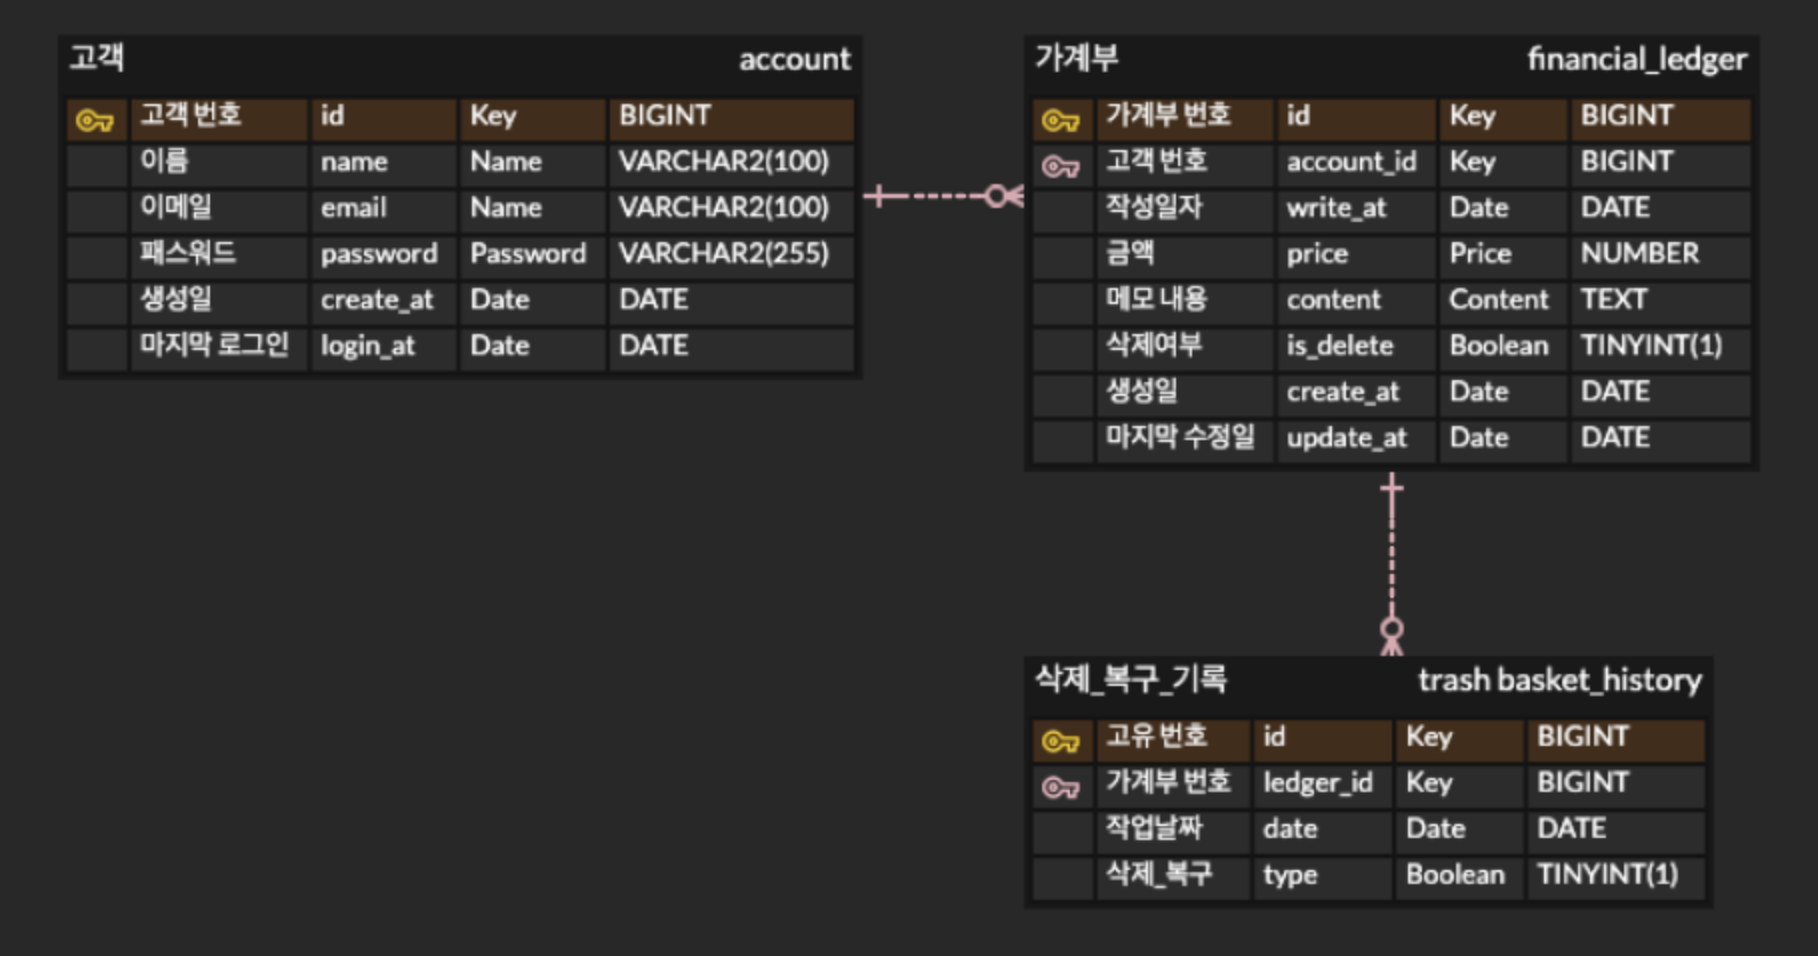 고객 account
고객 번호 id Key BIGINT
이름 name Name VARCHAR2(100)
이메일 email Name VARCHAR2(100)
패스워드 password Password VARCHAR2(255)
생성일 create_at Date DATE
마지막 로그인 login_at Date DATE
가계부 financial_ledger
가계부 번호 id Key BIGINT
고객 번호 account_id Key BIGINT
작성일자 write_at Date DATE
금액 price Price NUMBER
메모 내용 content Content TEXT
삭제여부 is_delete Boolean TINYINT(1)
생성일 create_at Date DATE
마지막 수정일 update_at Date DATE
삭제_복구_기록 trash basket_history
고유 번호 id Key BIGINT
가계부 번호 ledger_id Key BIGINT
작업날짜 date Date DATE
삭제_복구 type Boolean TINYINT(1)